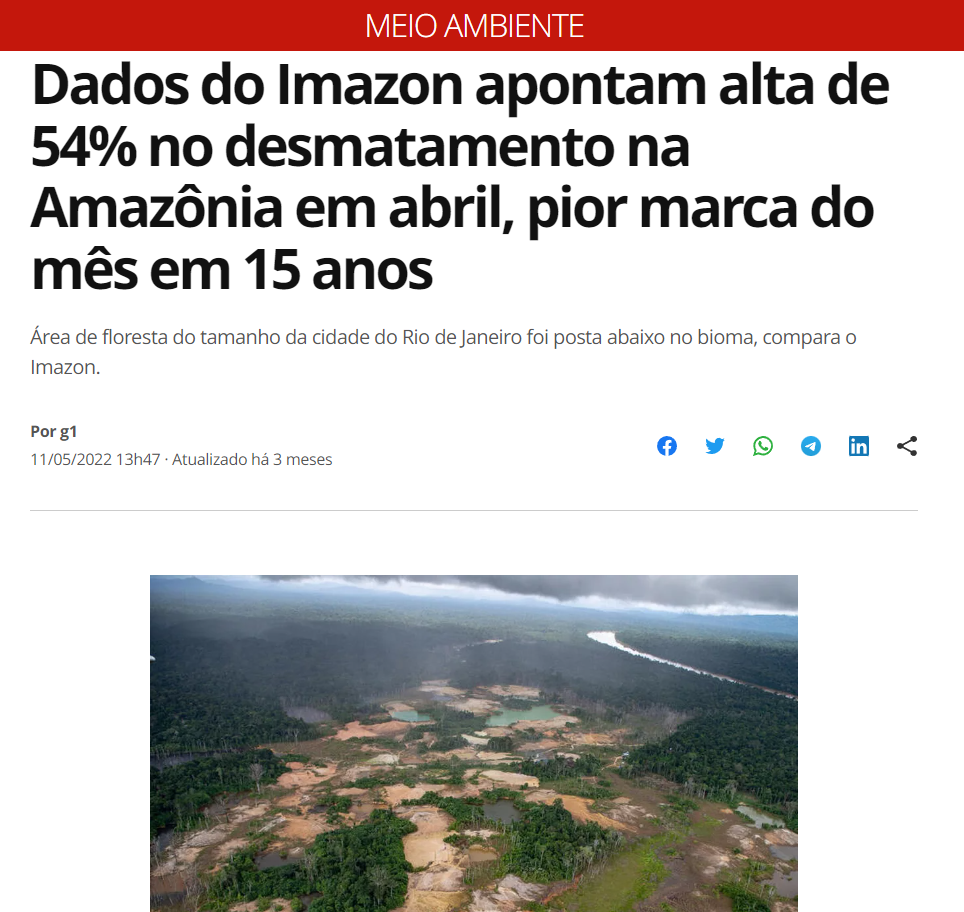 MEIO AMBIENTE
Dados do Imazon apontam alta de
54% no desmatamento na
Amazônia em abril, pior marca do
mês em 15 anos
Área de floresta do tamanho da cidade do Rio de Janeiro foi posta abaixo no bioma, compara o
Imazon.
Por g1
11/05/2022 13h47 · Atualizado há 3 meses